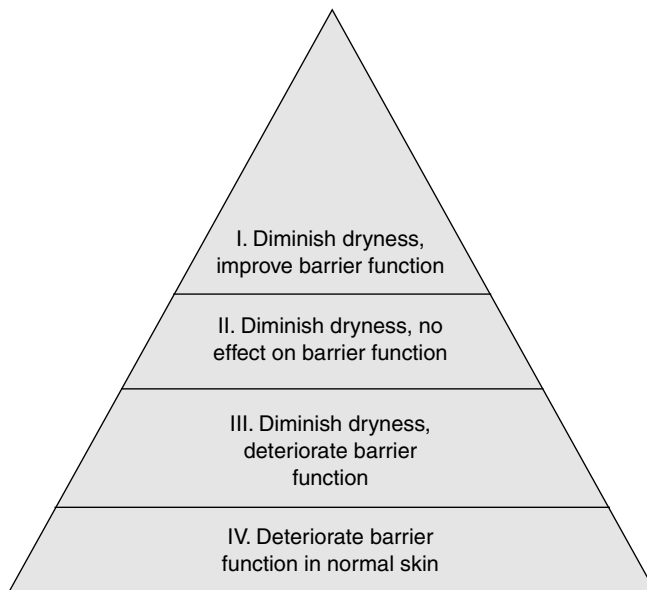 I. Diminish dryness,
improve barrier function
II. Diminish dryness, no
effect on barrier function
III. Diminish dryness,
deteriorate barrier
function
IV. Deteriorate barrier
function in normal skin